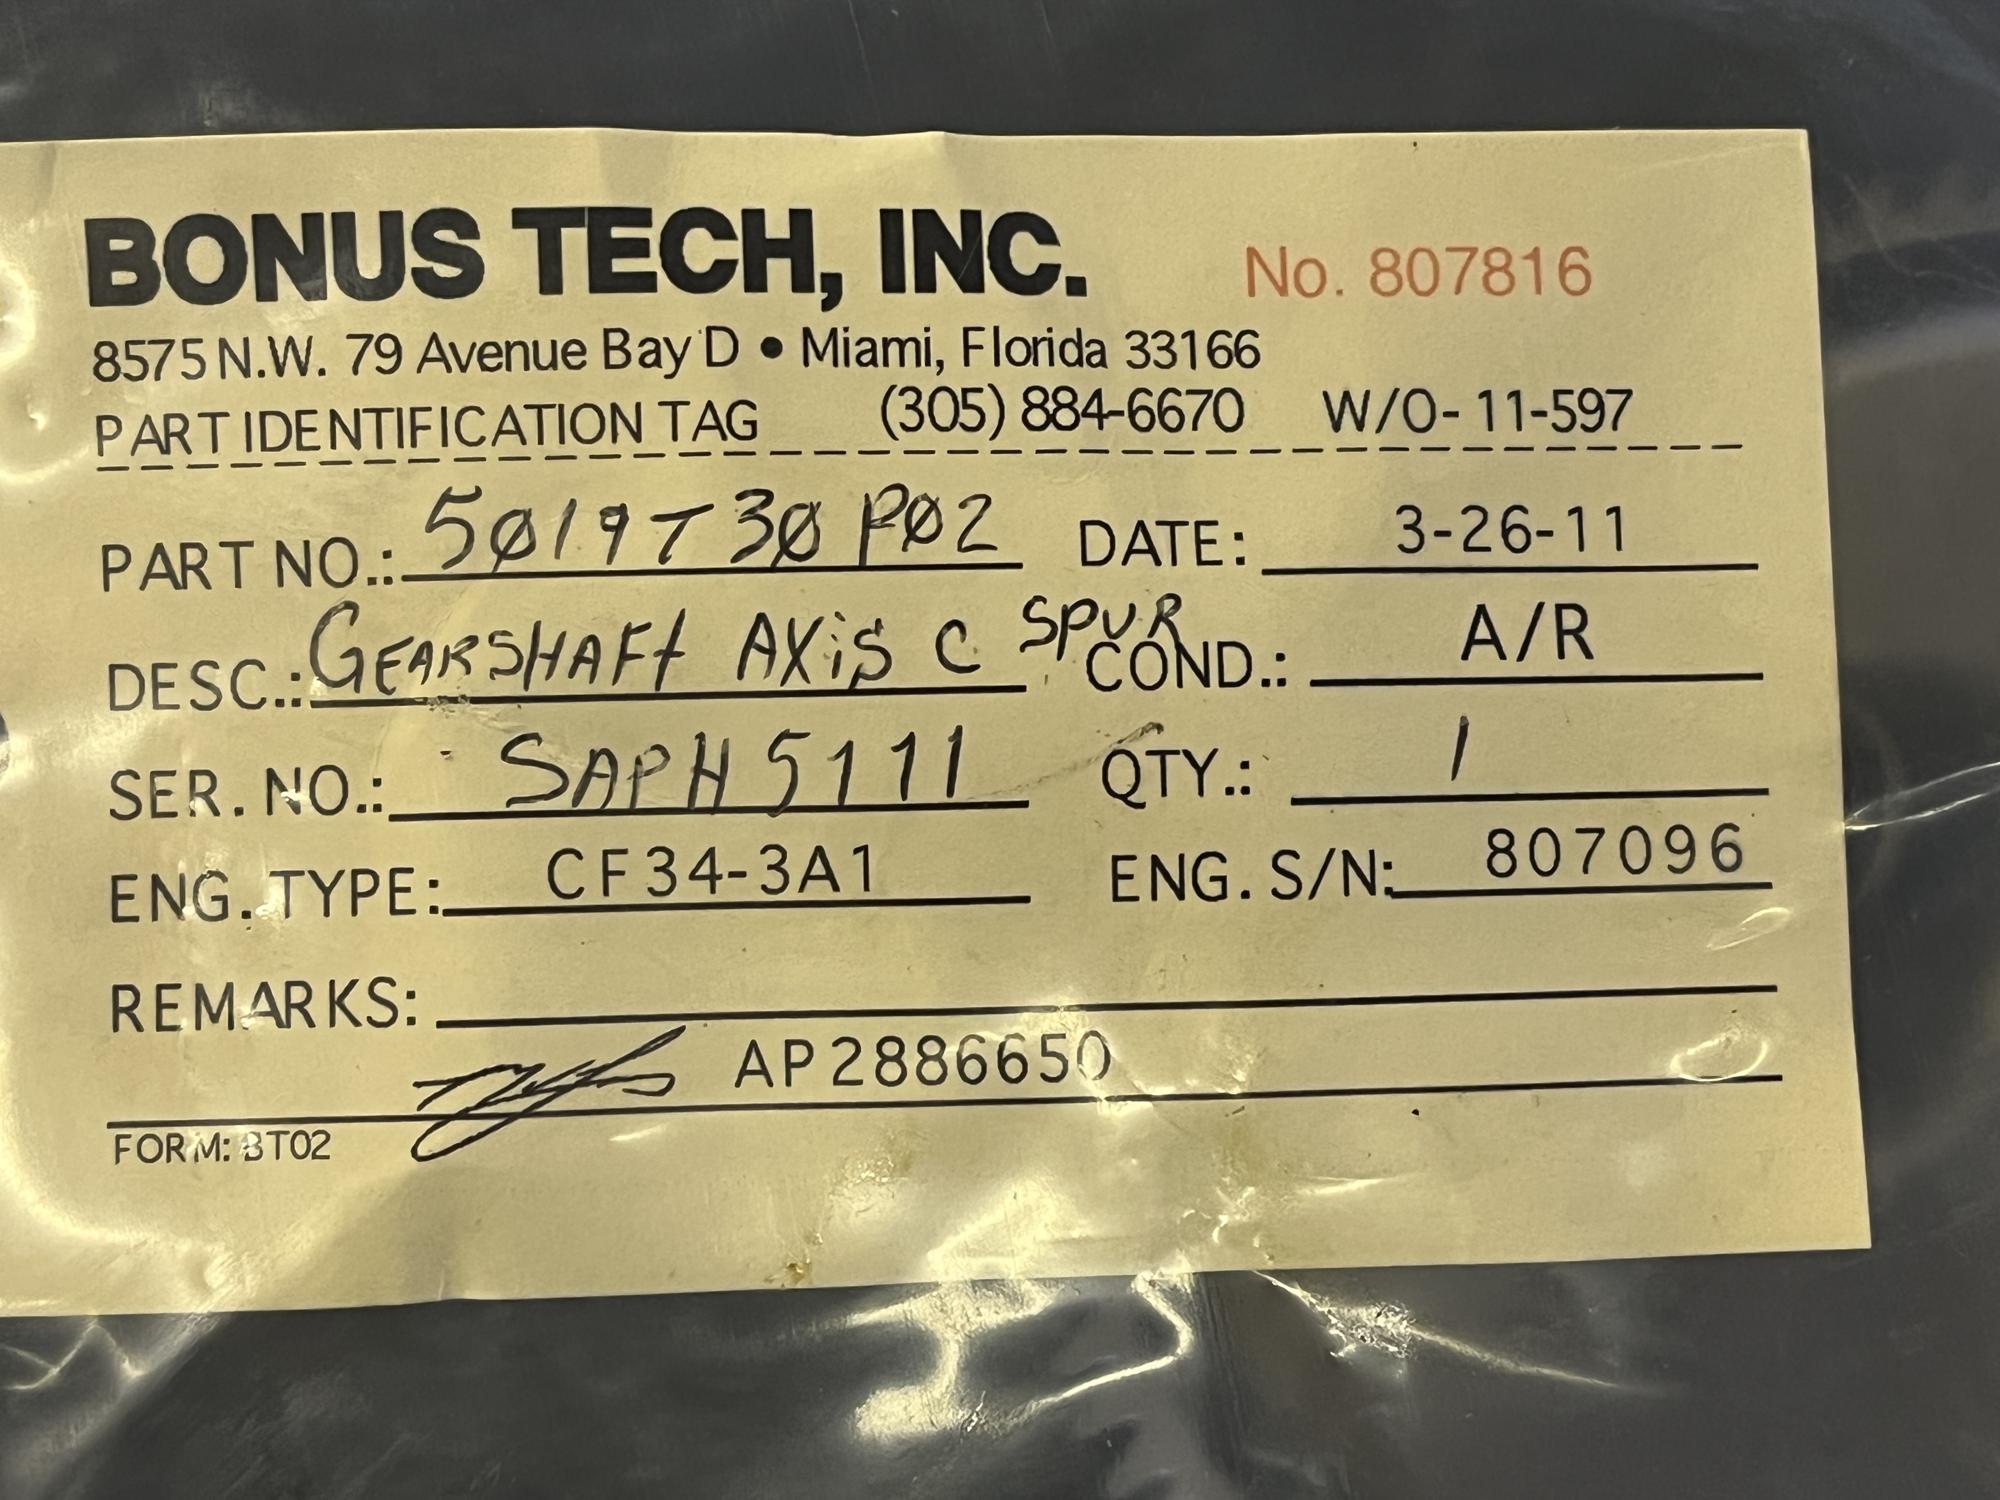 BONUS TECH, INC. No. 807816
8575 N.W. 79 Avenue Bay D • Miami, Florida 33166
PART IDENTIFICATION TAG (305) 884-6670 W/O- 11-597
PART NO.: 5Ø19T3Ø PØ2 DATE: 3-26-11
DESC.: GEARSHAFt AXiS C SPUR COND.: A/R
SER. NO.: SAPH5111 QTY.: 1
ENG. TYPE: CF34-3A1 ENG. S/N: 807096
REMARKS:
AP2886650
FORM: BT02